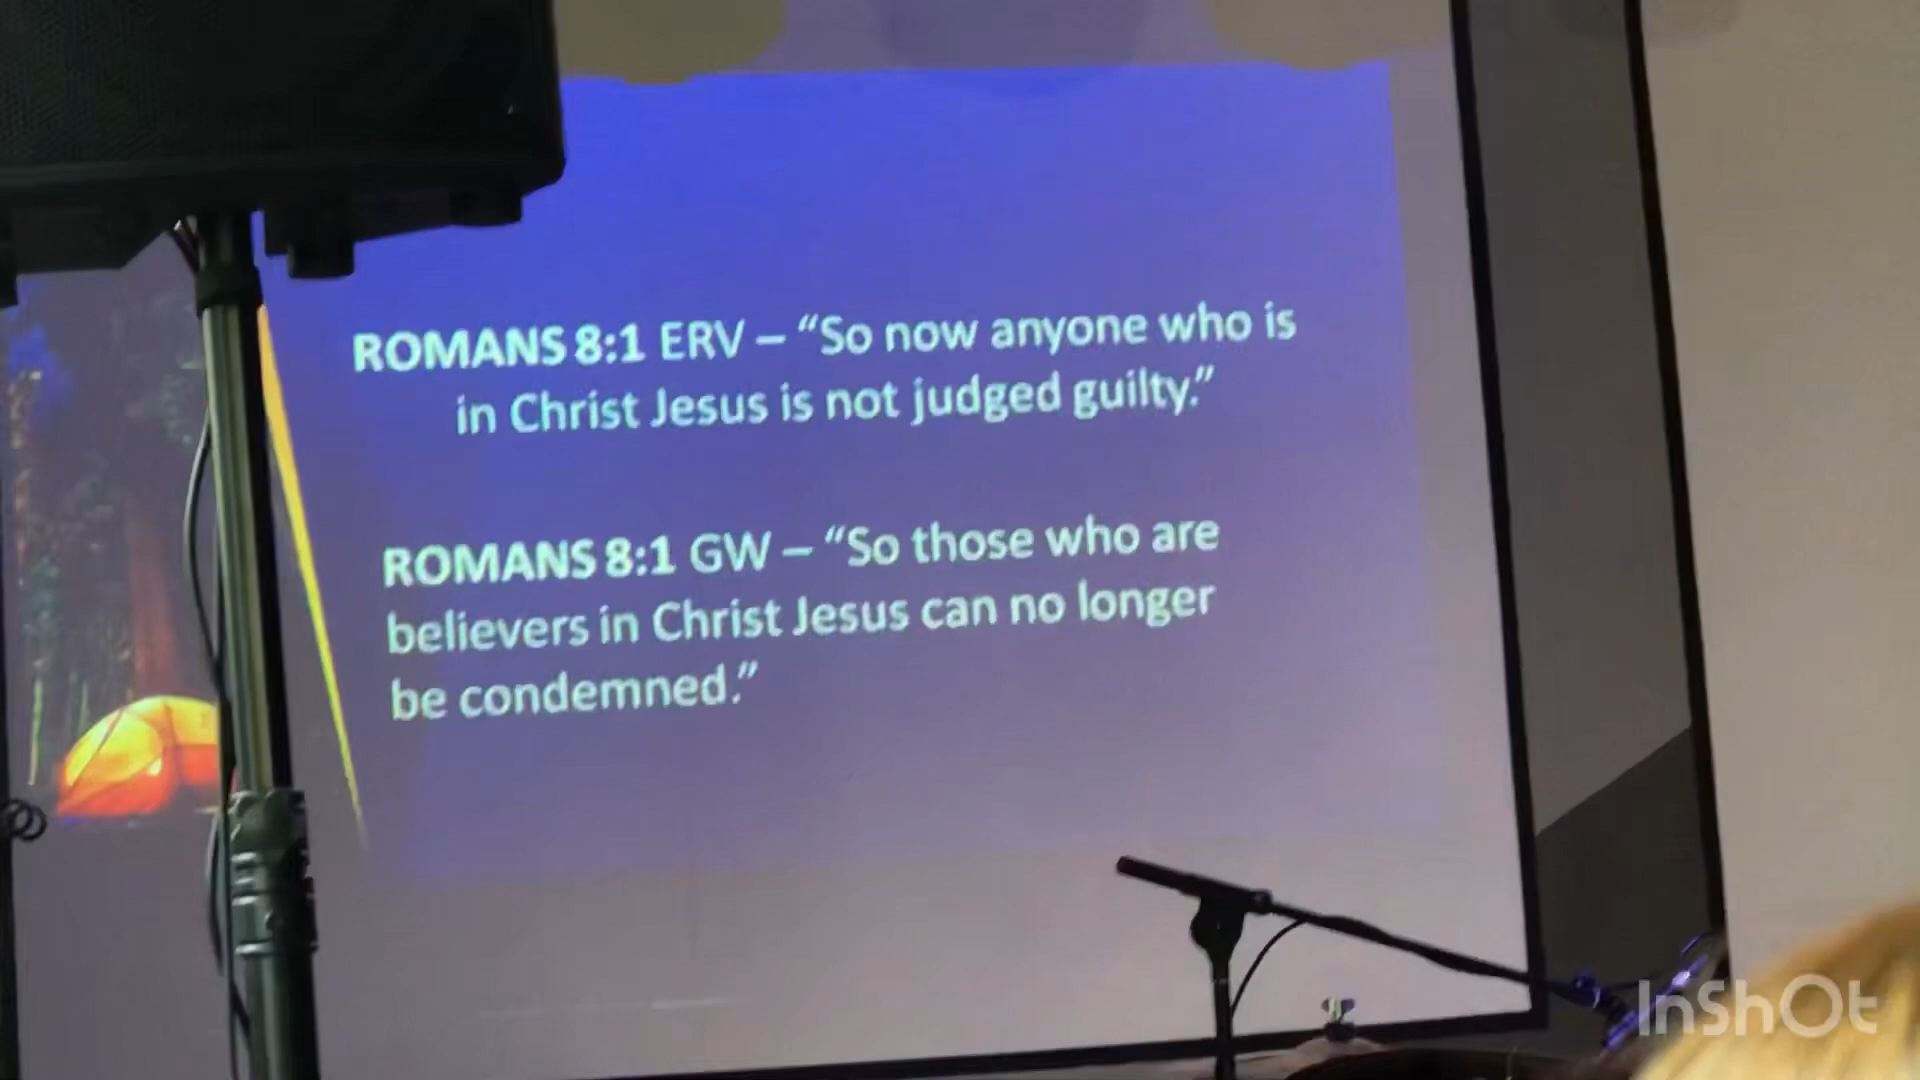 ROMANS 8:1 ERV – “So now anyone who is
in Christ Jesus is not judged guilty.”
ROMANS 8:1 GW – “So those who are
believers in Christ Jesus can no longer
be condemned.”
InShOt